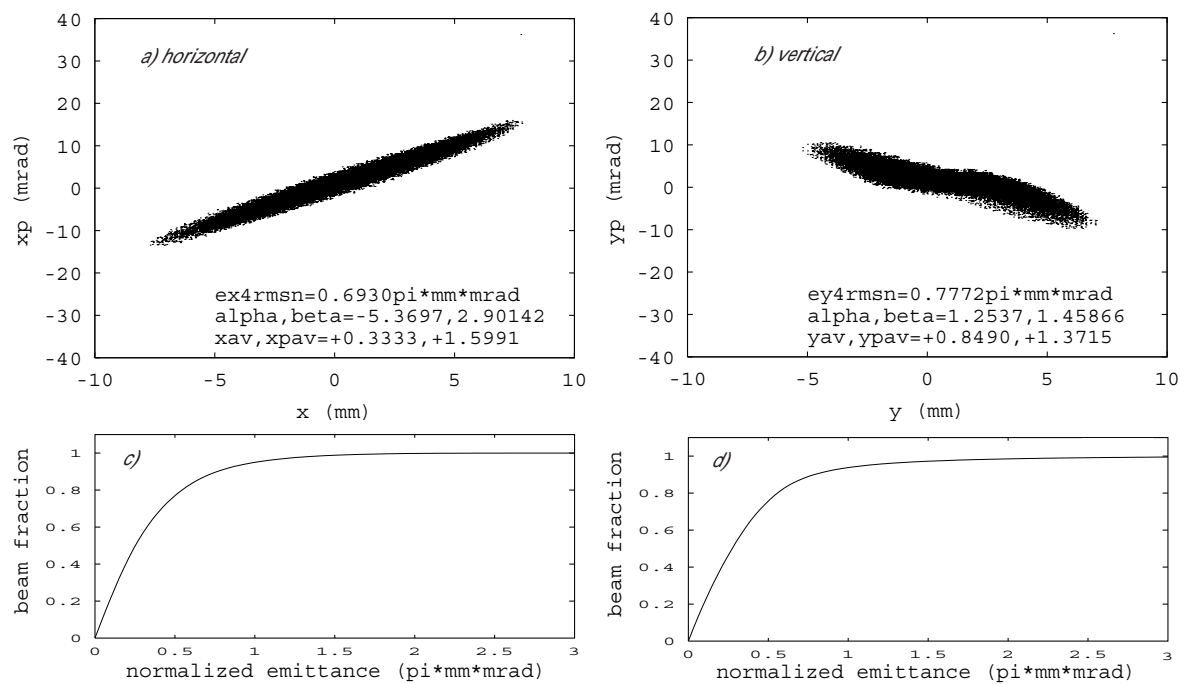 a) horizontal
40
30
20
10
0
-10
-20
-30
-40
xp (mrad)
ex4rmsn=0.6930pi*mm*mrad
alpha,beta=-5.3697,2.90142
xav,xpav=+0.3333,+1.5991
-10 -5 0 5 10
x (mm)
b) vertical
40
30
20
10
0
-10
-20
-30
-40
yp (mrad)
ey4rmsn=0.7772pi*mm*mrad
alpha,beta=1.2537,1.45866
yav,ypav=+0.8490,+1.3715
-10 -5 0 5 10
y (mm)
c)
1
0.8
0.6
0.4
0.2
0
beam fraction
0 0.5 1 1.5 2 2.5 3
normalized emittance (pi*mm*mrad)
d)
1
0.8
0.6
0.4
0.2
0
beam fraction
0 0.5 1 1.5 2 2.5 3
normalized emittance (pi*mm*mrad)